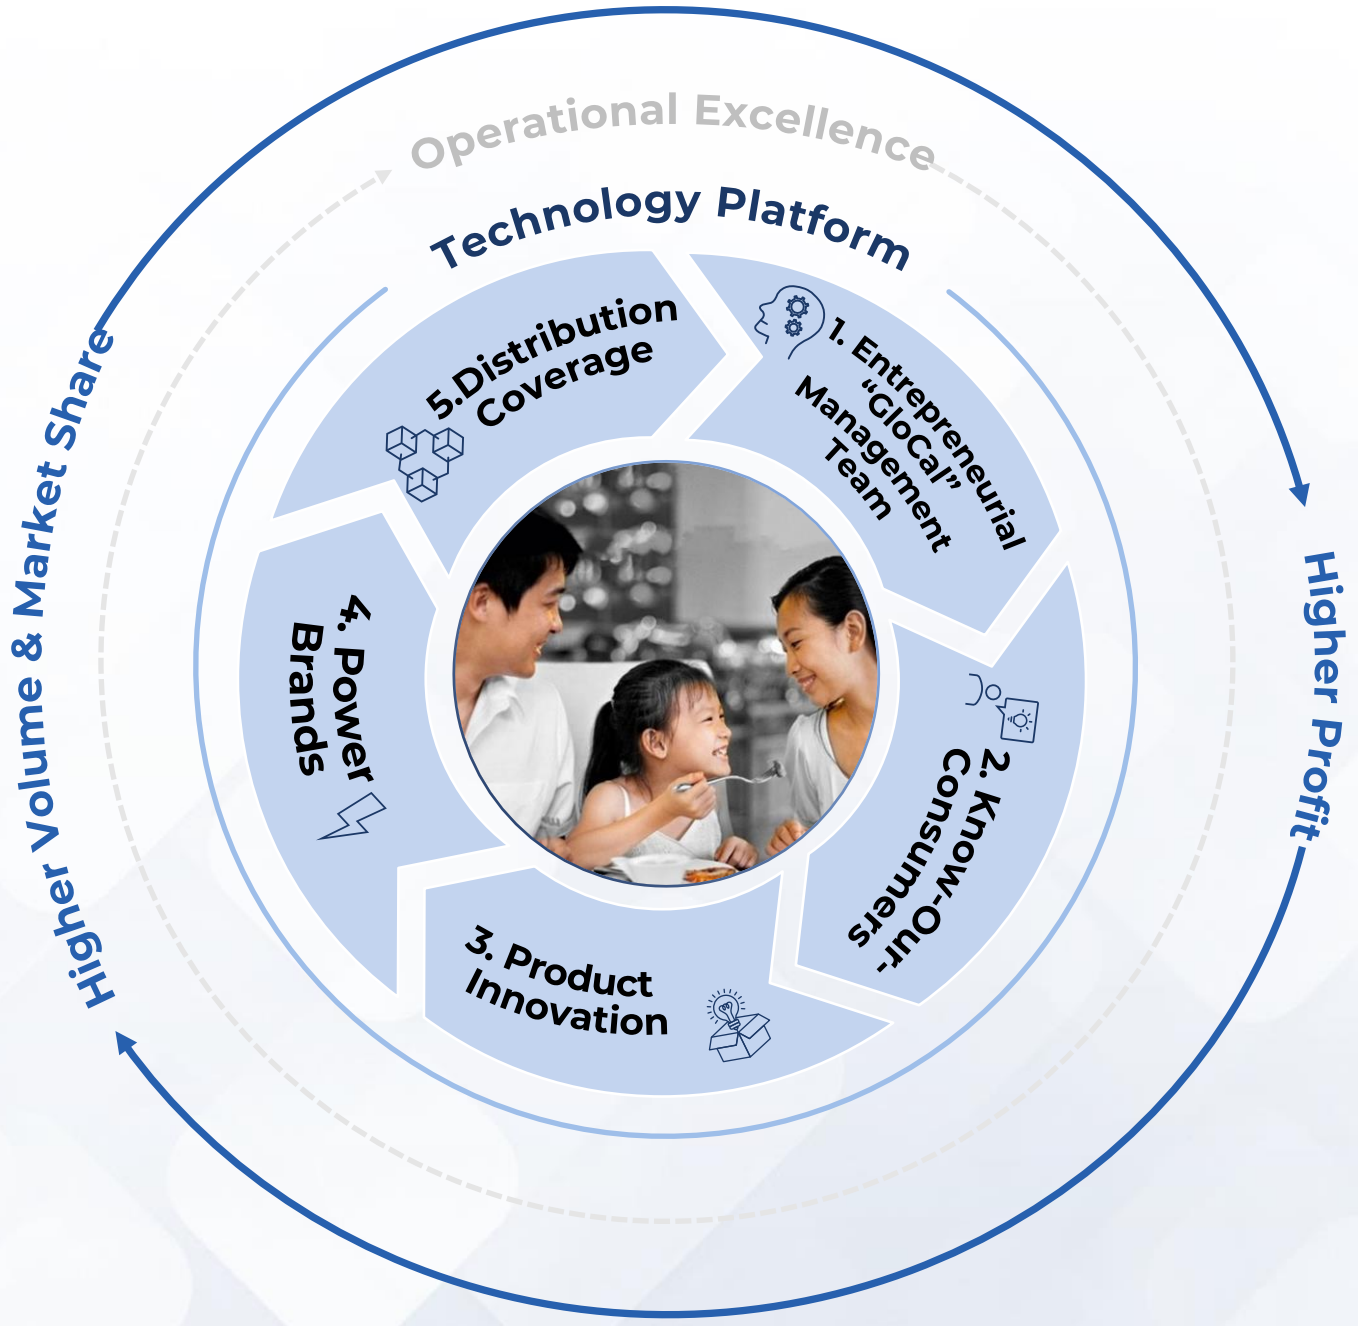 Operational Excellence
Technology Platform
1. Entrepreneurial
“GloCal”
Management
Team
2. Know-Our-
Consumers
3. Product
Innovation
4. Power
Brands
5.Distribution
Coverage
Higher Profit
Higher Volume & Market Share